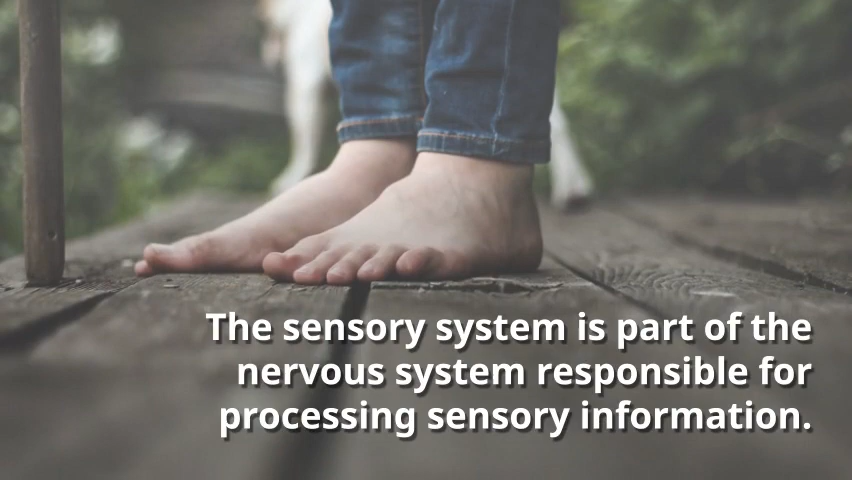 The sensory system is part of the
nervous system responsible for
processing sensory information.